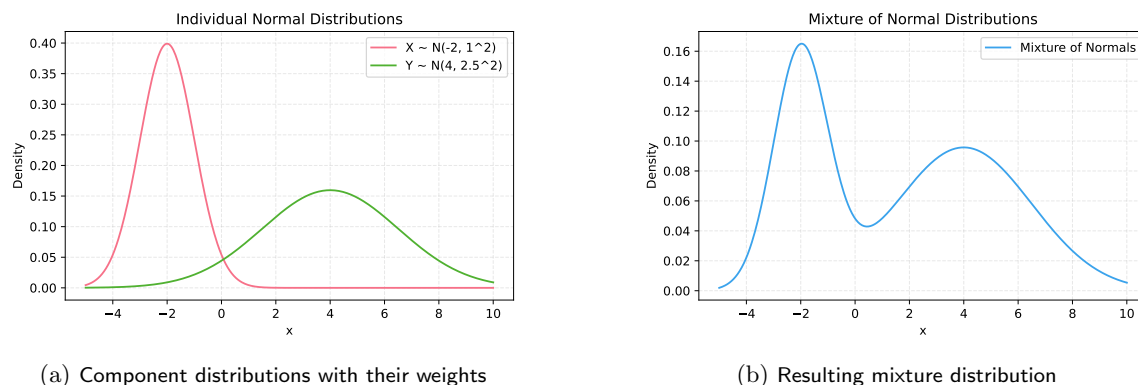 Individual Normal Distributions
X ~ N(-2, 1^2)
Y ~ N(4, 2.5^2)
Density
0.40
0.35
0.30
0.25
0.20
0.15
0.10
0.05
0.00
−4 −2 0 2 4 6 8 10
x
(a) Component distributions with their weights
Mixture of Normal Distributions
Mixture of Normals
Density
0.16
0.14
0.12
0.10
0.08
0.06
0.04
0.02
0.00
−4 −2 0 2 4 6 8 10
x
(b) Resulting mixture distribution